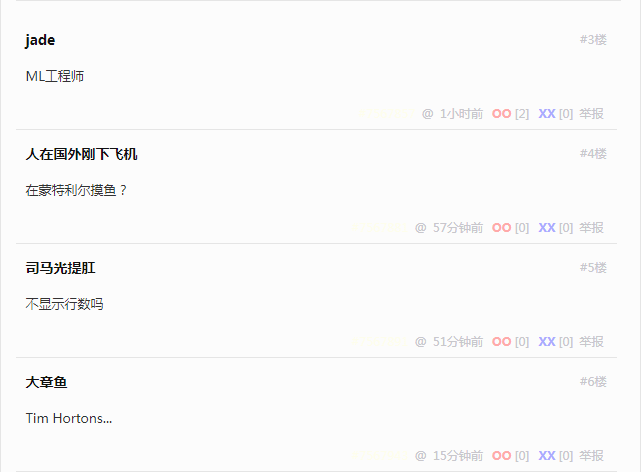 jade #3楼
ML工程师
@ 1小时前 OO [2] XX [0] 举报
人在国外刚下飞机 #4楼
在蒙特利尔摸鱼？
@ 57分钟前 OO [0] XX [0] 举报
司马光提肛 #5楼
不显示行数吗
@ 51分钟前 OO [0] XX [0] 举报
大章鱼 #6楼
Tim Hortons...
@ 15分钟前 OO [0] XX [0] 举报